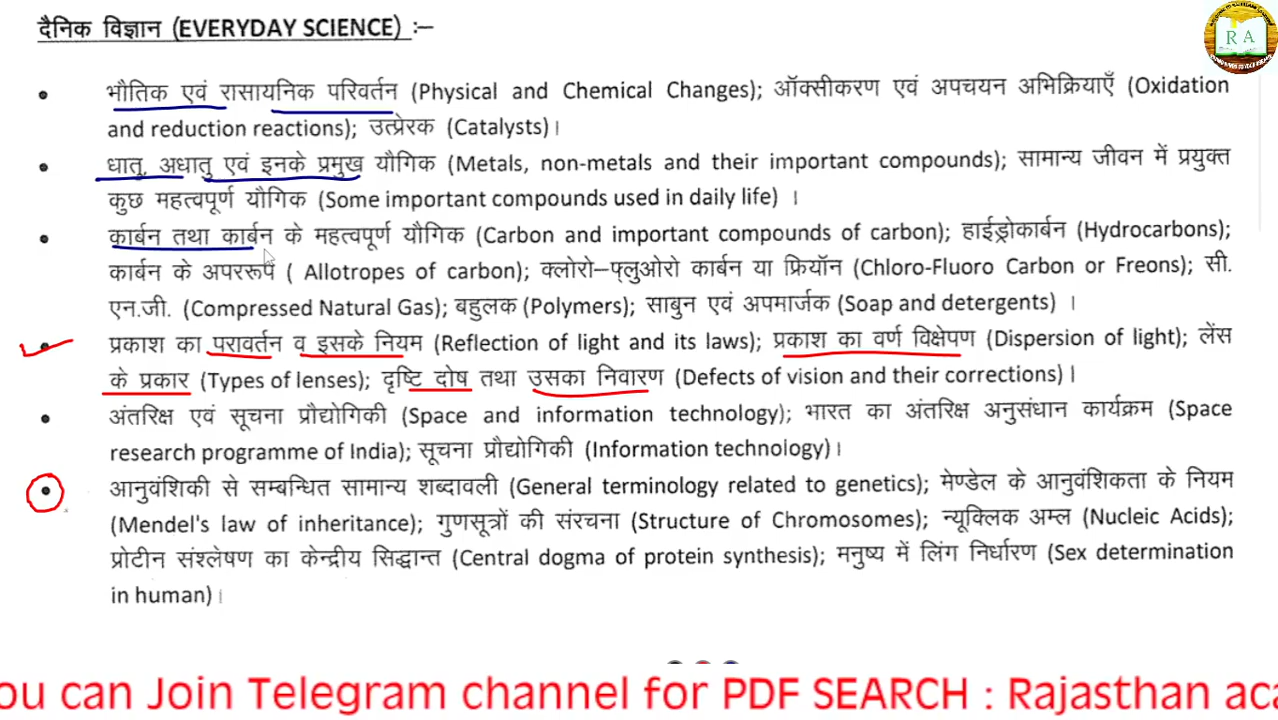 दैनिक विज्ञान (EVERYDAY SCIENCE) :–
R A
• भौतिक एवं रासायनिक परिवर्तन (Physical and Chemical Changes); ऑक्सीकरण एवं अपचयन अभिक्रियाएँ (Oxidation
and reduction reactions); उत्प्रेरक (Catalysts)।
• धातु, अधातु एवं इनके प्रमुख यौगिक (Metals, non-metals and their important compounds); सामान्य जीवन में प्रयुक्त
कुछ महत्वपूर्ण यौगिक (Some important compounds used in daily life) ।
• कार्बन तथा कार्बन के महत्वपूर्ण यौगिक (Carbon and important compounds of carbon); हाईड्रोकार्बन (Hydrocarbons);
कार्बन के अपररूप ( Allotropes of carbon); क्लोरो–फ्लुओरो कार्बन या फ्रियॉन (Chloro-Fluoro Carbon or Freons); सी.
एन.जी. (Compressed Natural Gas); बहुलक (Polymers); साबुन एवं अपमार्जक (Soap and detergents) ।
• प्रकाश का परावर्तन व इसके नियम (Reflection of light and its laws); प्रकाश का वर्ण विक्षेपण (Dispersion of light); लेंस
के प्रकार (Types of lenses); दृष्टि दोष तथा उसका निवारण (Defects of vision and their corrections)।
• अंतरिक्ष एवं सूचना प्रौद्योगिकी (Space and information technology); भारत का अंतरिक्ष अनुसंधान कार्यक्रम (Space
research programme of India); सूचना प्रौद्योगिकी (Information technology)।
• आनुवंशिकी से सम्बन्धित सामान्य शब्दावली (General terminology related to genetics); मेण्डेल के आनुवंशिकता के नियम
(Mendel's law of inheritance); गुणसूत्रों की संरचना (Structure of Chromosomes); न्यूक्लिक अम्ल (Nucleic Acids);
प्रोटीन संश्लेषण का केन्द्रीय सिद्धान्त (Central dogma of protein synthesis); मनुष्य में लिंग निर्धारण (Sex determination
in human)।
ou can Join Telegram channel for PDF SEARCH : Rajasthan aca